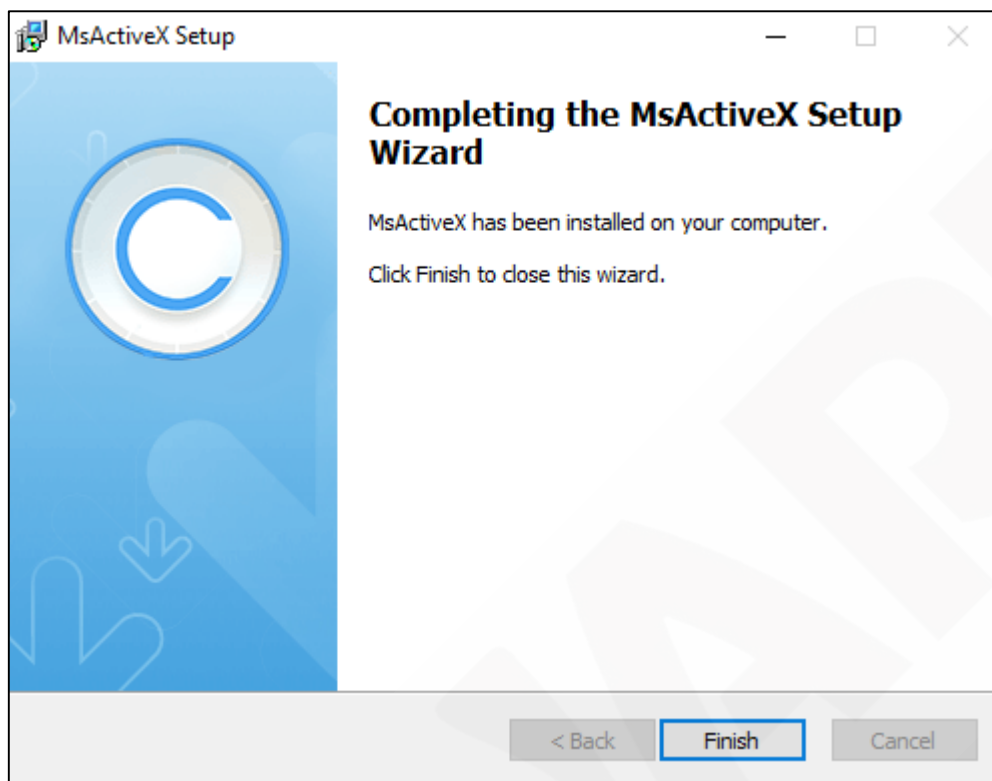 MsActiveX Setup
Completing the MsActiveX Setup
Wizard
MsActiveX has been installed on your computer.
Click Finish to close this wizard.
< Back Finish Cancel